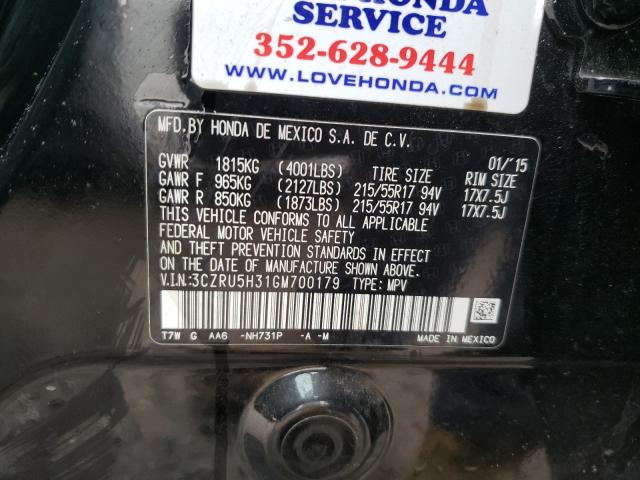 HONDA
SERVICE
352-628-9444
WWW.LOVEHONDA.COM
MFD.BY HONDA DE MEXICO S.A. DE C.V.
01/'15
GVWR 1815KG (4001LBS) TIRE SIZE RIM SIZE
GAWR F 965KG (2127LBS) 215/55R17 94V 17X7.5J
GAWR R 850KG (1873LBS) 215/55R17 94V 17X7.5J
THIS VEHICLE CONFORMS TO ALL APPLICABLE
FEDERAL MOTOR VEHICLE SAFETY
AND THEFT PREVENTION STANDARDS IN EFFECT
ON THE DATE OF MANUFACTURE SHOWN ABOVE.
V.I.N:3CZRU5H31GM700179 TYPE: MPV
T7W G AA6 -NH731P -A -M MADE IN MEXICO